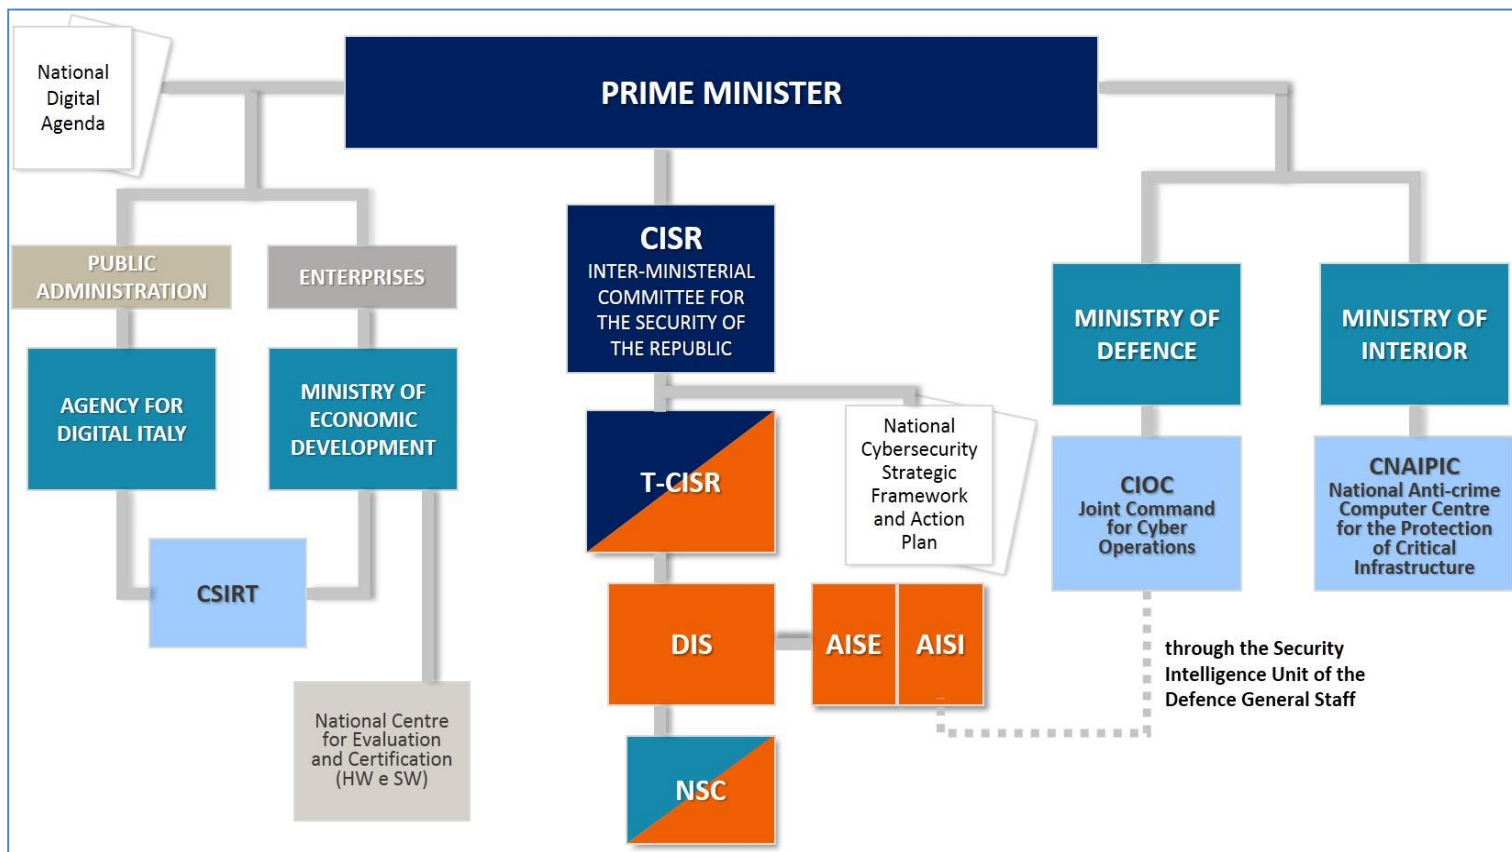 National
Digital
Agenda
PRIME MINISTER
PUBLIC
ADMINISTRATION
ENTERPRISES
AGENCY FOR
DIGITAL ITALY
MINISTRY OF
ECONOMIC
DEVELOPMENT
CSIRT
National Centre
for Evaluation
and Certification
(HW e SW)
CISR
INTER-MINISTERIAL
COMMITTEE FOR
THE SECURITY OF
THE REPUBLIC
T-CISR
National
Cybersecurity
Strategic
Framework
and Action
Plan
DIS
AISE
AISI
NSC
MINISTRY OF
DEFENCE
CIOC
Joint Command
for Cyber
Operations
through the Security
Intelligence Unit of the
Defence General Staff
MINISTRY OF
INTERIOR
CNAIPIC
National Anti-crime
Computer Centre
for the Protection
of Critical
Infrastructure